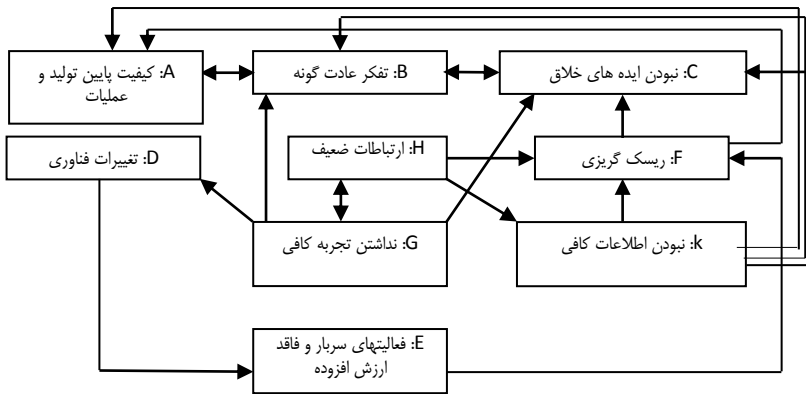 A: کیفیت پایین تولید و
عملیات
B: تفکر عادت گونه
C: نبودن ایده های خلاق
D: تغییرات فناوری
H: ارتباطات ضعیف
F: ریسک گریزی
G: نداشتن تجربه کافی
k: نبودن اطلاعات کافی
E: فعالیتهای سربار و فاقد
ارزش افزوده